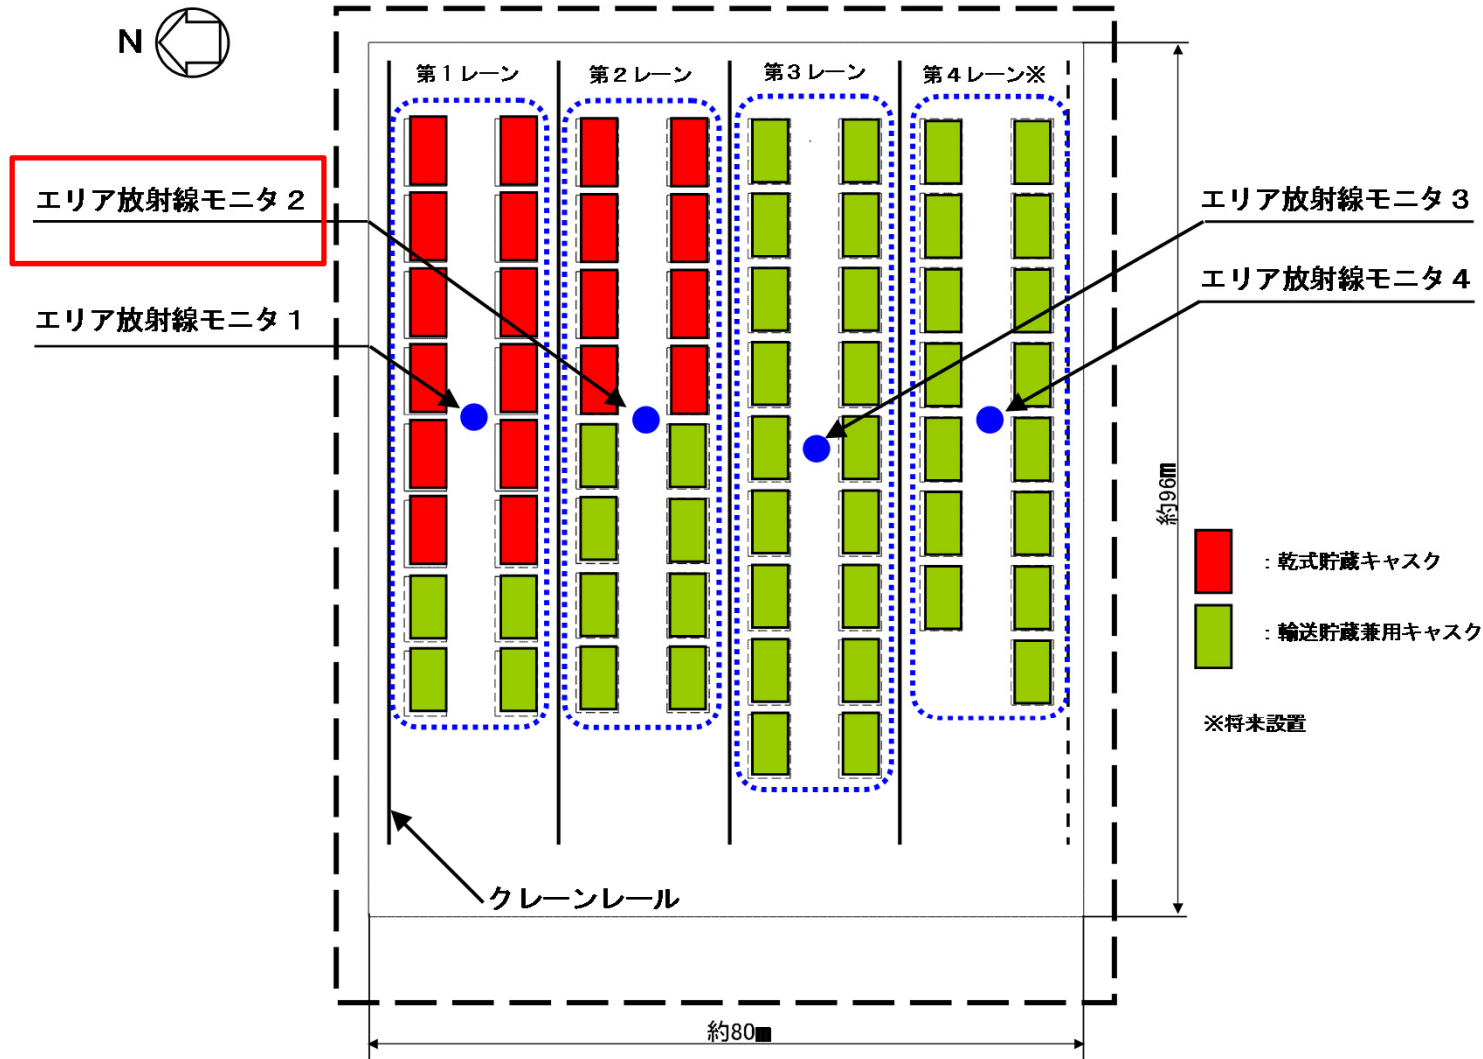 N
第1レーン
第2レーン
第3レーン
第4レーン※
エリア放射線モニタ2
エリア放射線モニタ1
エリア放射線モニタ3
エリア放射線モニタ4
約96m
：乾式貯蔵キャスク
：輸送貯蔵兼用キャスク
※将来設置
クレーンレール
約80m